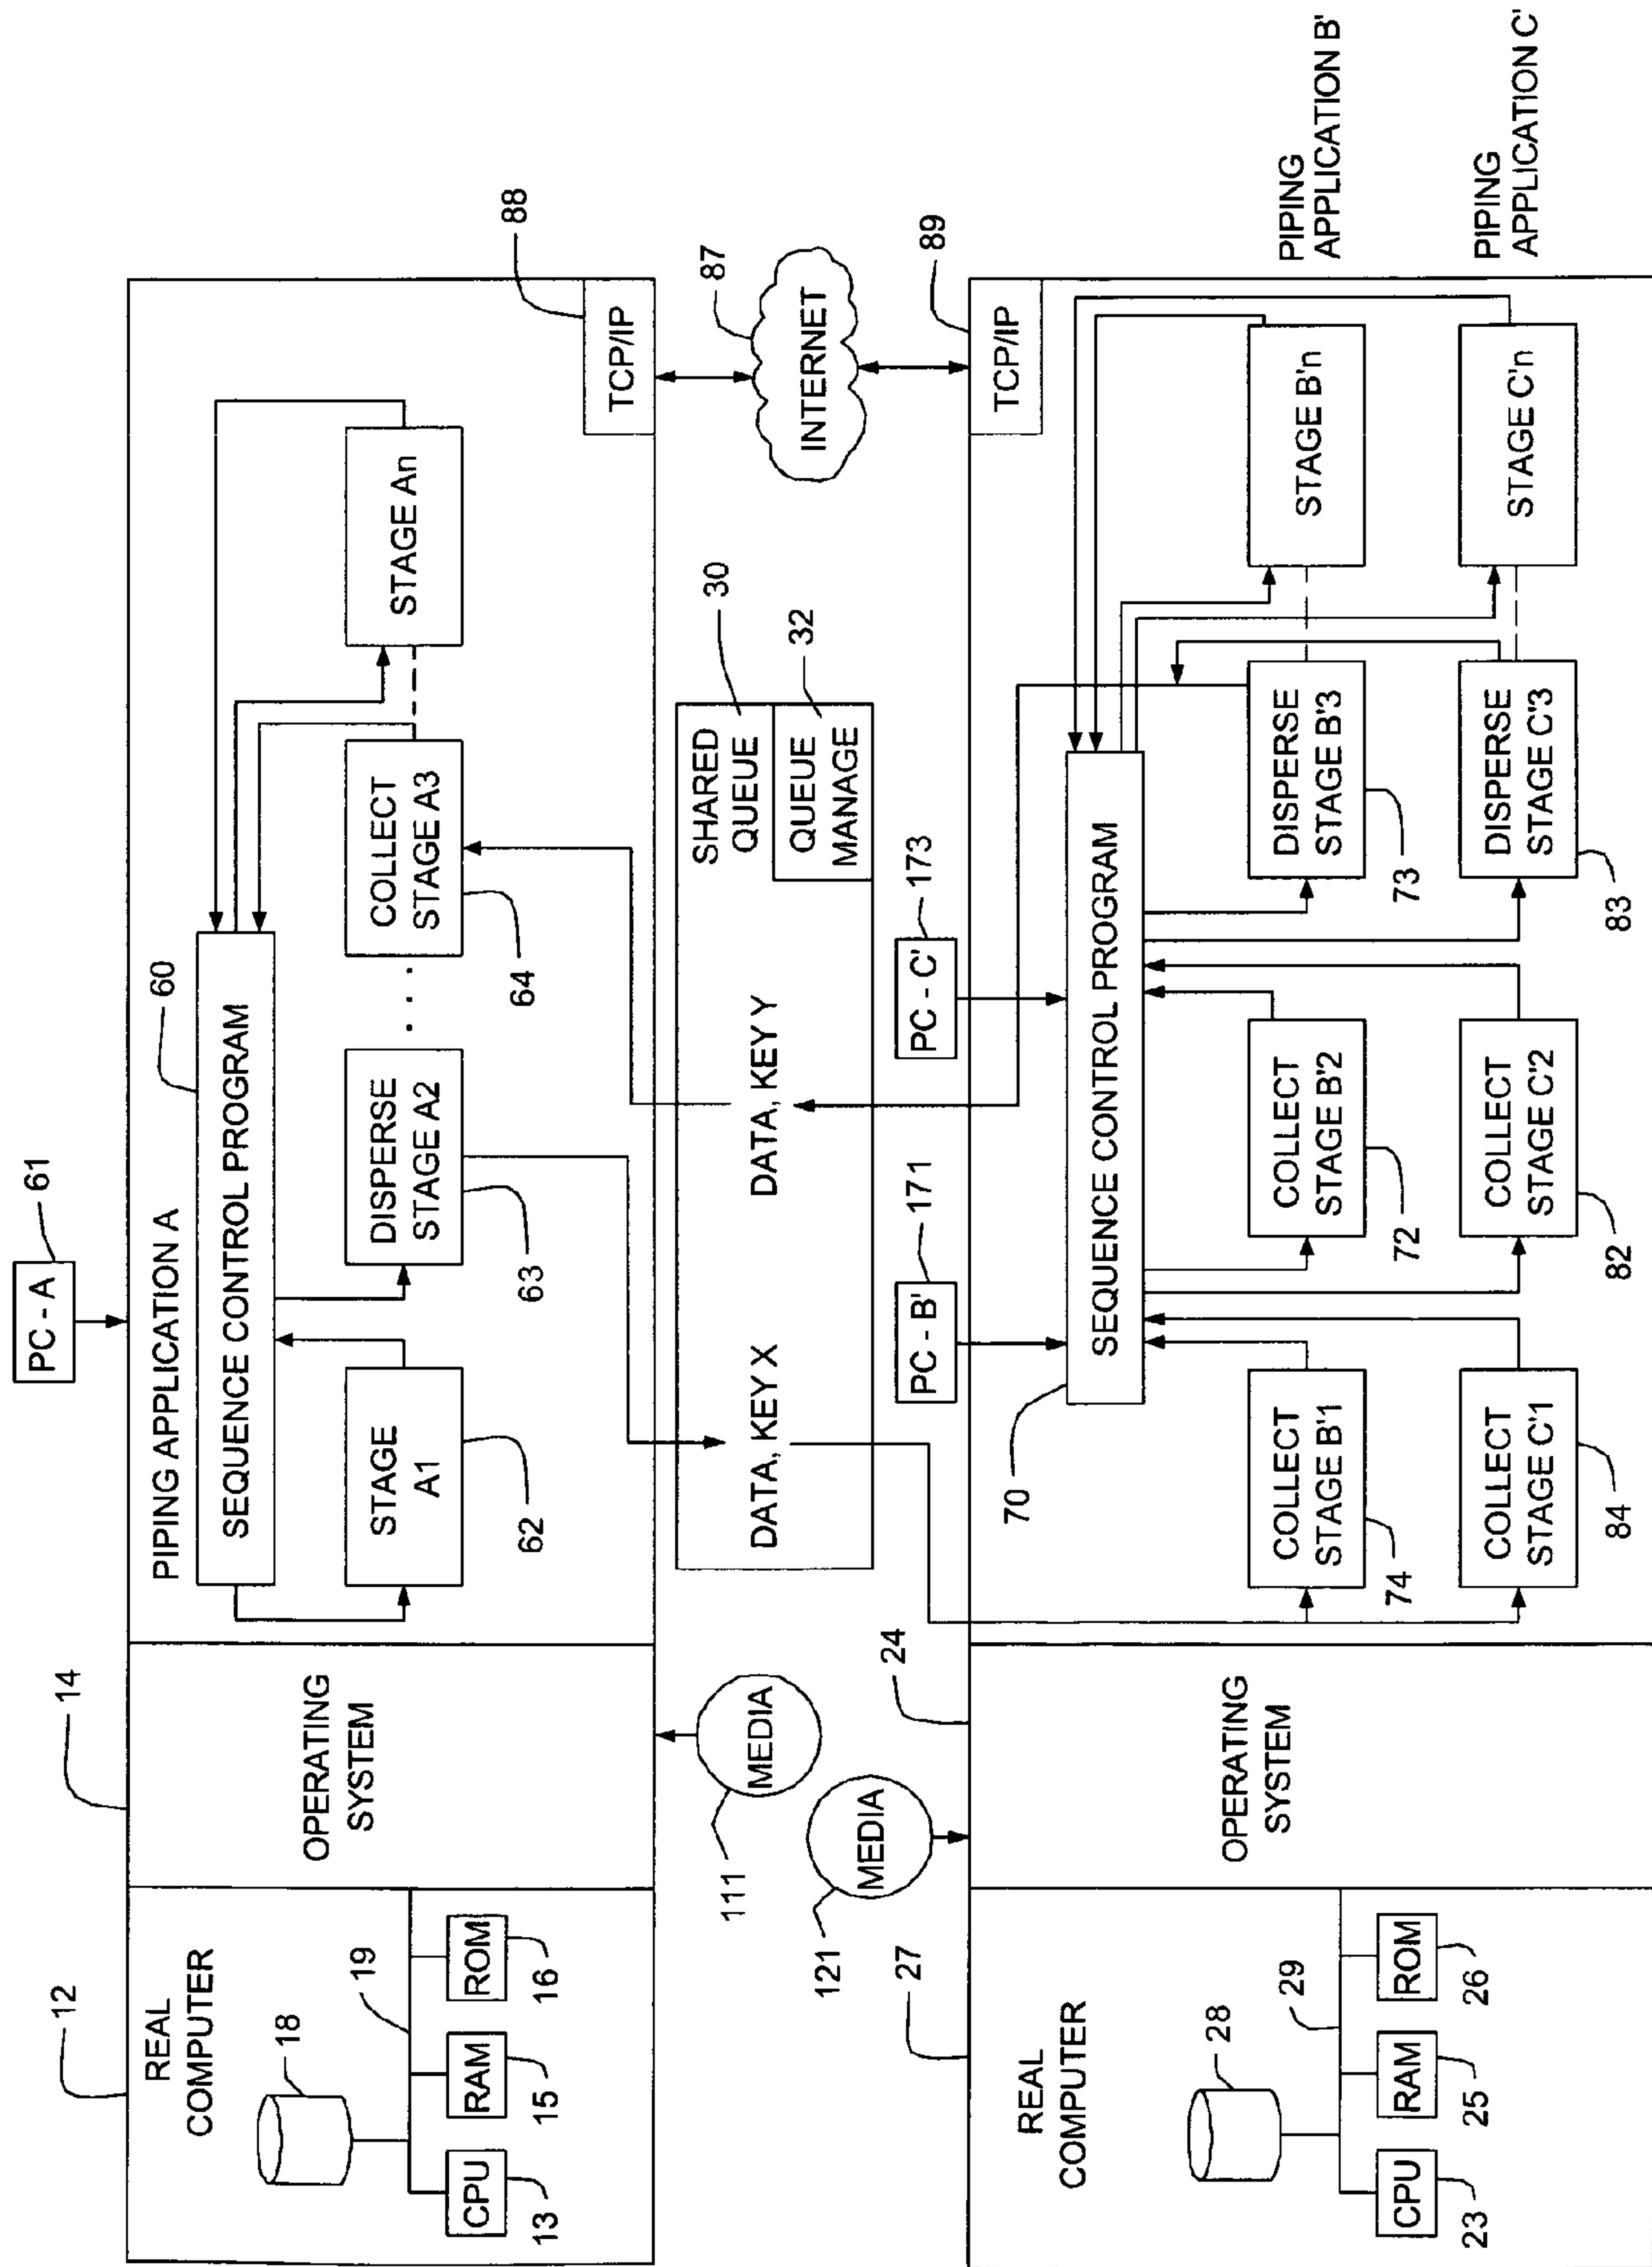 PC - A
61
12
14
REAL
COMPUTER
18
19
CPU
RAM
ROM
13
15
16
OPERATING
SYSTEM
PIPING APPLICATION A
60
SEQUENCE CONTROL PROGRAM
STAGE
A1
62
DISPERSE
STAGE A2
63
. . .
COLLECT
STAGE A3
64
STAGE An
TCP/IP
88
MEDIA
111
MEDIA
121
DATA, KEY X
DATA, KEY Y
SHARED
QUEUE
30
QUEUE
MANAGE
32
INTERNET
87
PC - B'
171
PC - C'
173
27
24
89
REAL
COMPUTER
28
29
CPU
RAM
ROM
23
25
26
OPERATING
SYSTEM
TCP/IP
70
SEQUENCE CONTROL PROGRAM
COLLECT
STAGE B'1
74
COLLECT
STAGE B'2
72
DISPERSE
STAGE B'3
73
STAGE B'n
PIPING
APPLICATION B'
COLLECT
STAGE C'1
84
COLLECT
STAGE C'2
82
DISPERSE
STAGE C'3
83
STAGE C'n
PIPING
APPLICATION C'